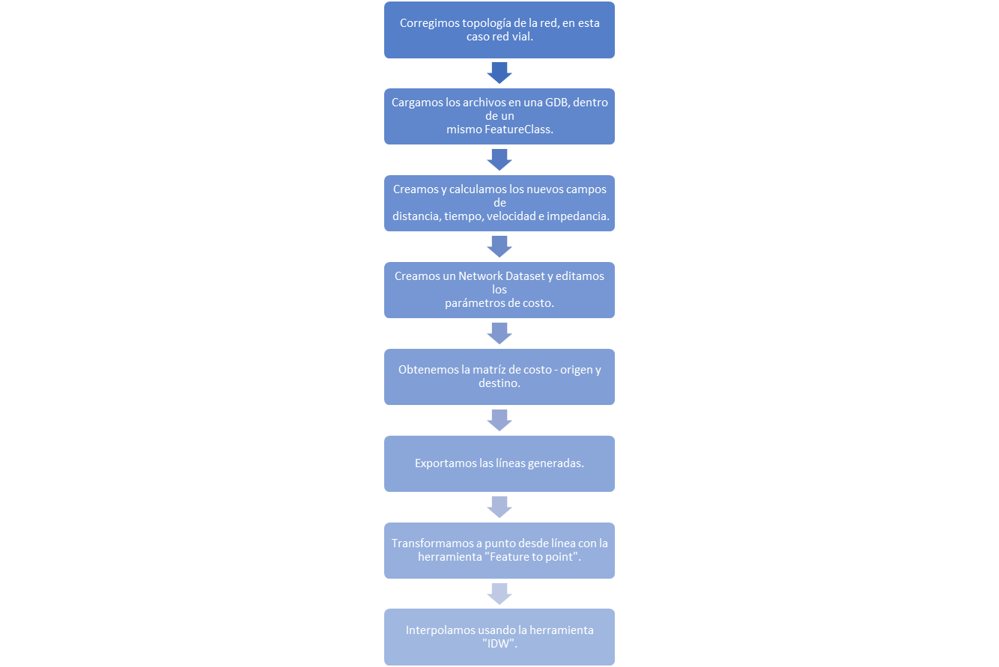 Corregimos topología de la red, en esta
caso red vial.
Cargamos los archivos en una GDB, dentro
de un
mismo FeatureClass.
Creamos y calculamos los nuevos campos
de
distancia, tiempo, velocidad e impedancia.
Creamos un Network Dataset y editamos
los
parámetros de costo.
Obtenemos la matríz de costo - origen y
destino.
Exportamos las líneas generadas.
Transformamos a punto desde línea con la
herramienta "Feature to point".
Interpolamos usando la herramienta
"IDW".